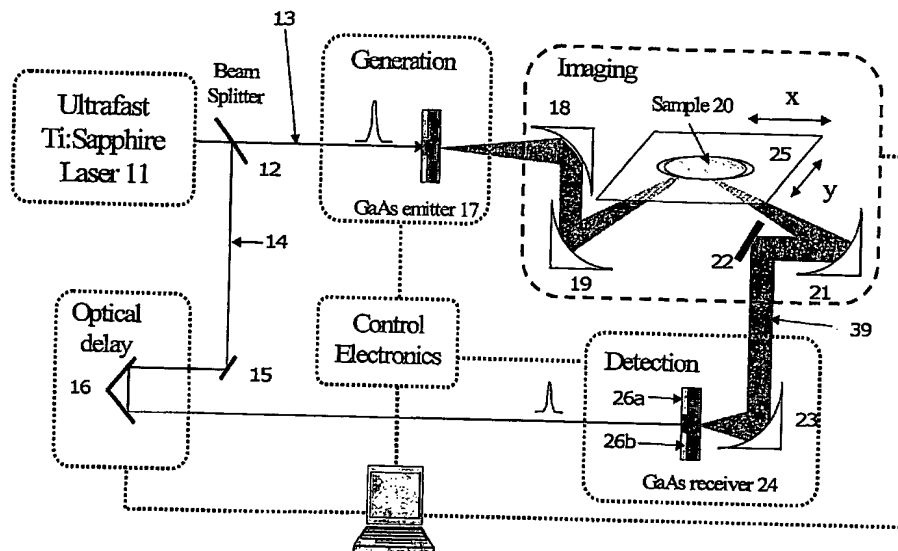 13
Beam
Splitter
Ultrafast
Ti:Sapphire
Laser 11
12
14
Generation
GaAs emitter 17
Imaging
18
Sample 20
x
25
y
19
22
21
39
Optical
delay
16
15
Control
Electronics
Detection
26a
26b
23
GaAs receiver 24